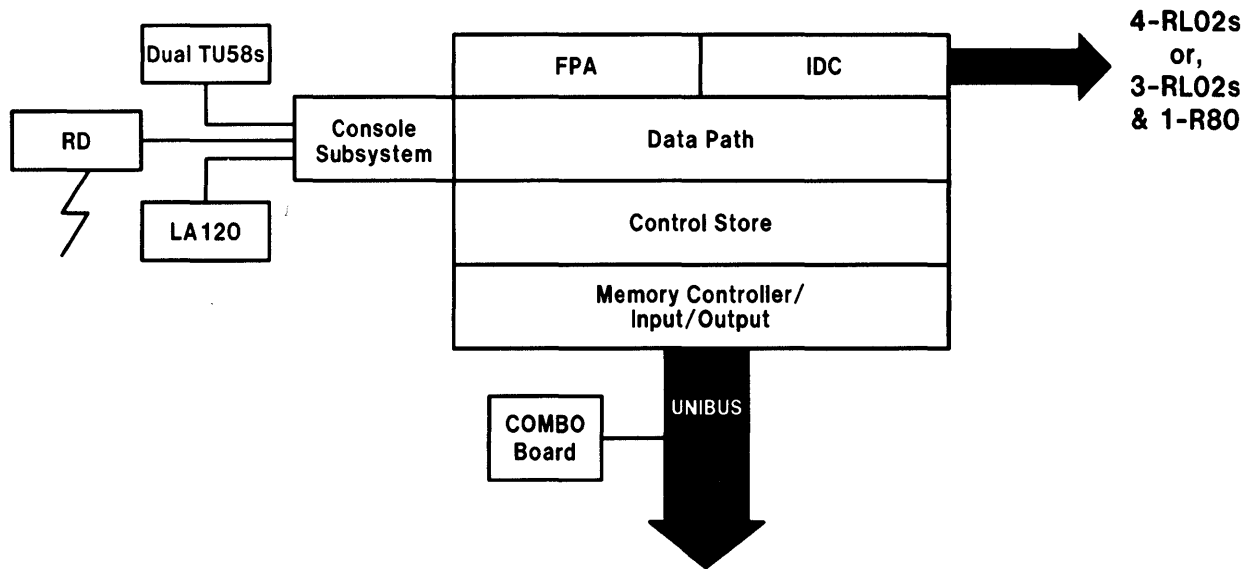 Dual TU58s
RD
LA120
Console
Subsystem
FPA
IDC
Data Path
Control Store
Memory Controller/
Input/Output
4-RL02s
or,
3-RL02s
& 1-R80
UNIBUS
COMBO
Board